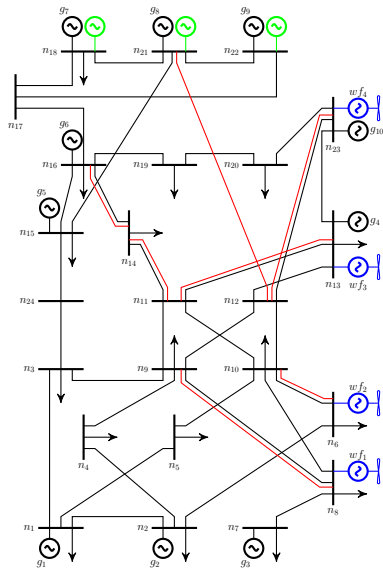 g₇ g₈ g₉
n₁₈ n₂₁ n₂₂
n₁₇
wf₄
g₆
g₁₀
n₂₃
n₁₆ n₁₉ n₂₀
g₅
g₄
n₁₅ n₁₄ n₁₃
wf₃
n₂₄ n₁₁ n₁₂
n₃ n₉ n₁₀
wf₂
n₆
n₄ n₅
wf₁
n₈
n₁ n₂ n₇
g₁ g₂ g₃